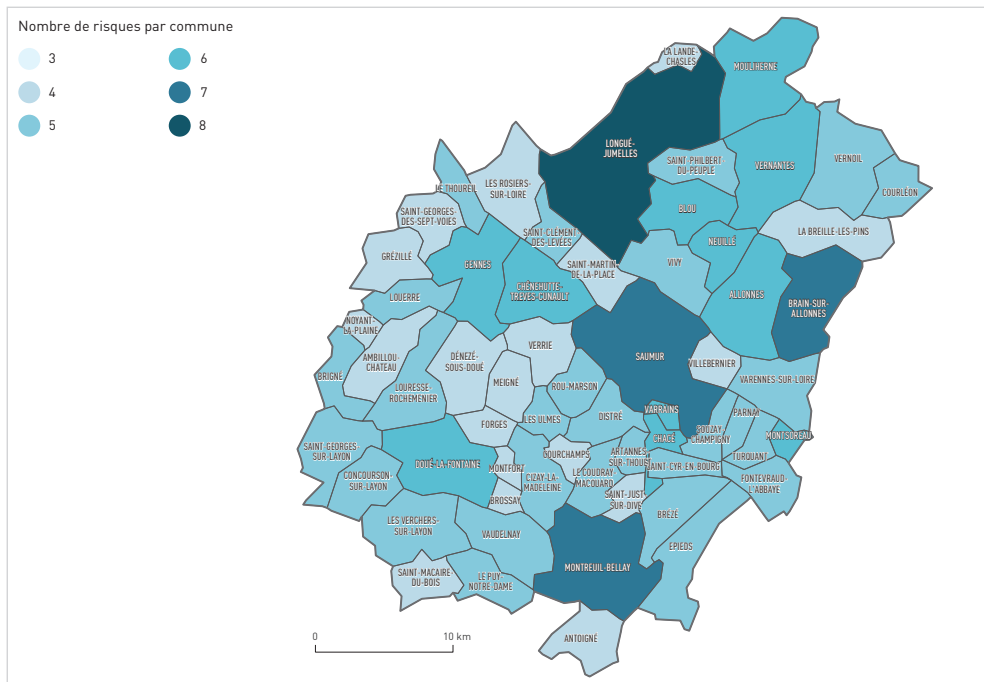 Nombre de risques par commune
3
6
4
7
5
8
LA LANDE-
CHASLES
MOULIHERNE
LONGUÉ-
JUMELLES
SAINT-PHILBERT-
DU-PEUPLE
VERNANTES
VERNOIL
COURLÉON
LE THOUREIL
LES ROSIERS-
SUR-LOIRE
SAINT-GEORGES-
DES-SEPT-VOIES
BLOU
SAINT CLÉMENT
DES-LEVÉES
NEUILLÉ
LA BREILLE-LES-PINS
GRÉZILLÉ
GENNES
SAINT-MARTIN-
DE-LA-PLACE
VIVY
CHÊNEHUTTE-
TRÈVES-CUNAULT
LOUERRE
ALLONNES
BRAIN-SUR-
ALLONNES
NOYANT-
LA-PLAINE
VERRIE
SAUMUR
AMBILLOU-
CHATEAU
DÉNEZÉ-
SOUS-DOUÉ
VILLEBERNIER
BRIGNÉ
MEIGNÉ
ROU-MARSON
VARENNES-SUR-LOIRE
LOURESSE-
ROCHEMENIER
VARRAINS
PARNAY
LES ULMES
DISTRÉ
FORGES
SOUZAY-
CHAMPIGNY
MONTSOREAU
CHACÉ
SAINT-GEORGES-
SUR-LAYON
COURCHAMPS
ARTANNES-
SUR-THOUET
TURQUANT
DOUÉ-LA-FONTAINE
MONTFORT
SAINT-CYR-EN-BOURG
CONCOURSON-
SUR-LAYON
CIZAY-LA-
MADELEINE
LE COUDRAY-
MACOUARD
FONTEVRAUD-
L'ABBAYE
BROSSAY
SAINT-JUST-
SUR-DIVE
BRÉZÉ
LES VERCHERS-
SUR-LAYON
VAUDELNAY
EPIEDS
MONTREUIL-BELLAY
SAINT-MACAIRE-
DU-BOIS
LE PUY-
NOTRE DAME
0
10 km
ANTOIGNÉ